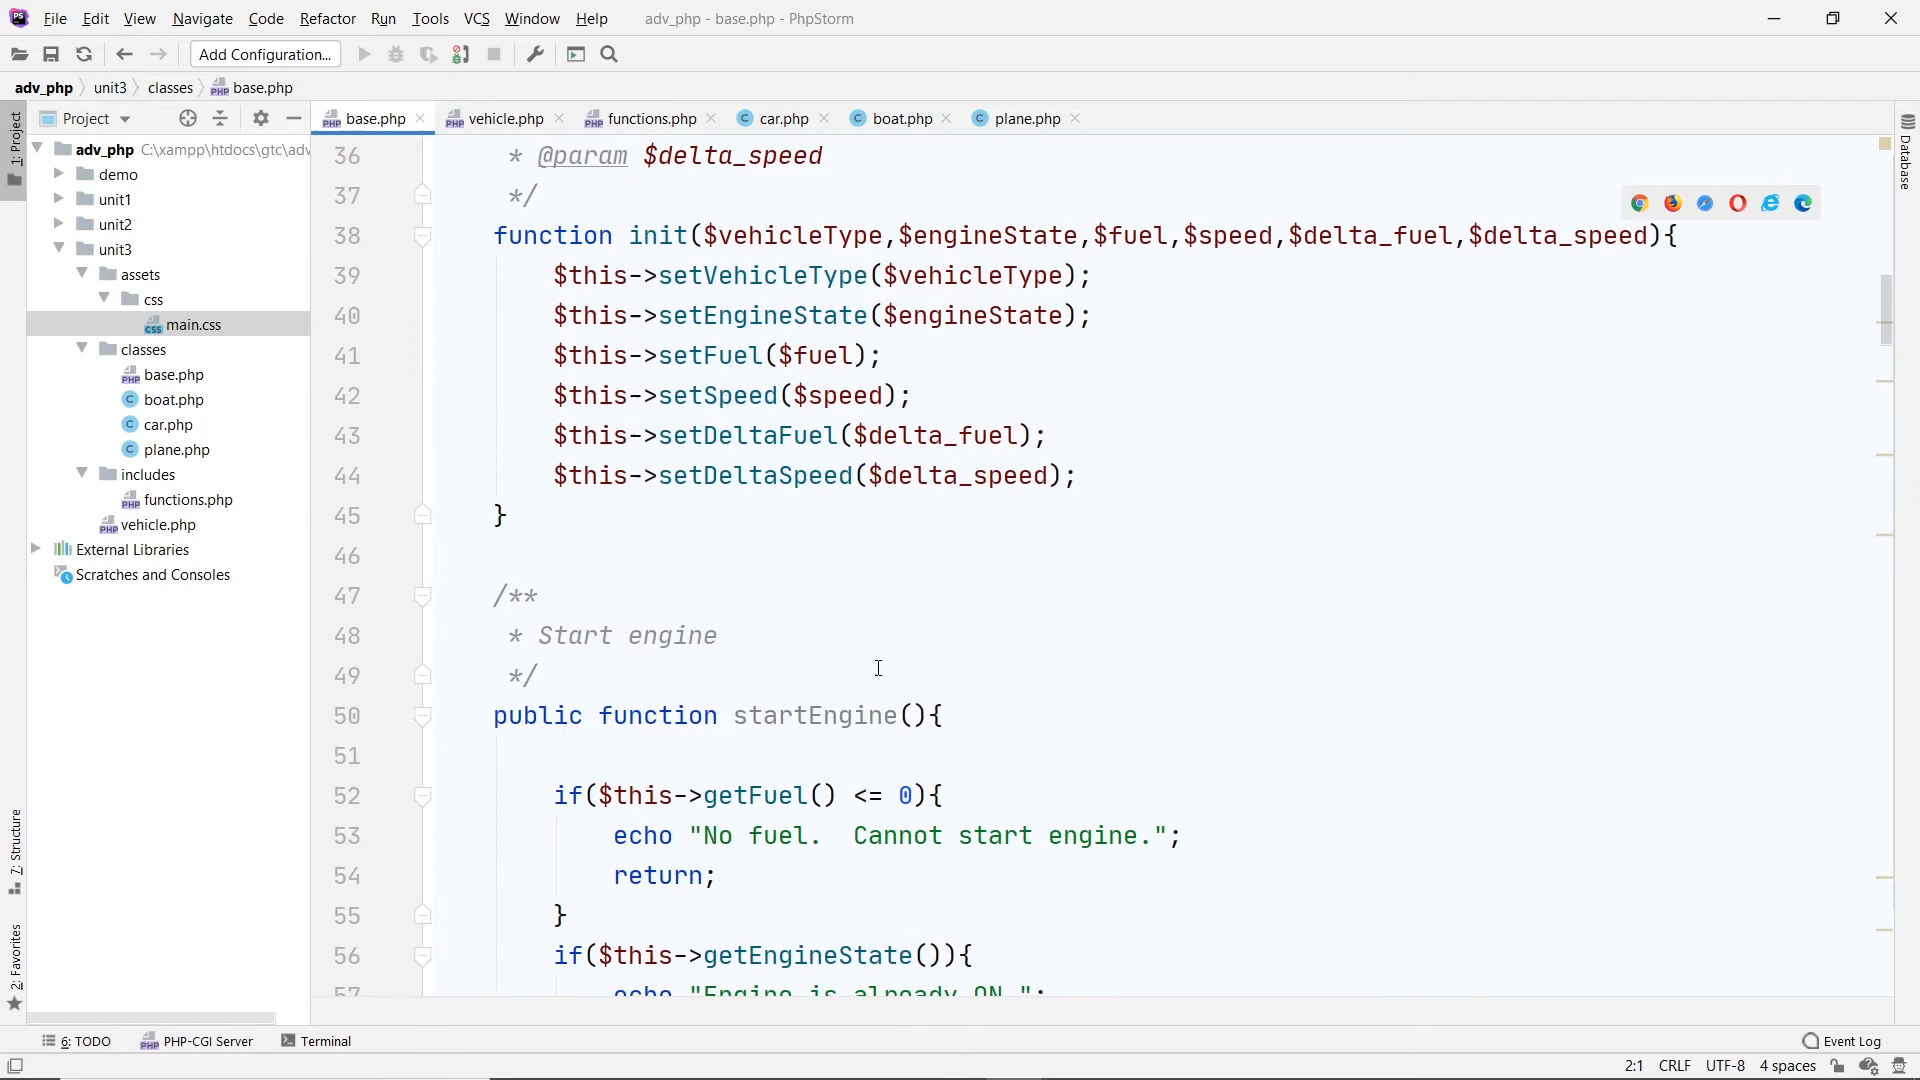 File Edit View Navigate Code Refactor Run Tools VCS Window Help adv_php - base.php - PhpStorm
Add Configuration...
adv_php unit3 classes base.php
Project
base.php vehicle.php functions.php car.php boat.php plane.php
1: Project
7: Structure
2: Favorites
Database
adv_php C:\xampp\htdocs\gtc\adv
demo
unit1
unit2
unit3
assets
css
main.css
classes
base.php
boat.php
car.php
plane.php
includes
functions.php
vehicle.php
External Libraries
Scratches and Consoles
36 * @param $delta_speed
37 */
38 function init($vehicleType,$engineState,$fuel,$speed,$delta_fuel,$delta_speed){
39 $this->setVehicleType($vehicleType);
40 $this->setEngineState($engineState);
41 $this->setFuel($fuel);
42 $this->setSpeed($speed);
43 $this->setDeltaFuel($delta_fuel);
44 $this->setDeltaSpeed($delta_speed);
45 }
46
47 /**
48 * Start engine
49 */
50 public function startEngine(){
51
52 if($this->getFuel() <= 0){
53 echo "No fuel.  Cannot start engine.";
54 return;
55 }
56 if($this->getEngineState()){
57 echo "Engine is already ON.";
6: TODO PHP-CGI Server Terminal Event Log
2:1 CRLF UTF-8 4 spaces